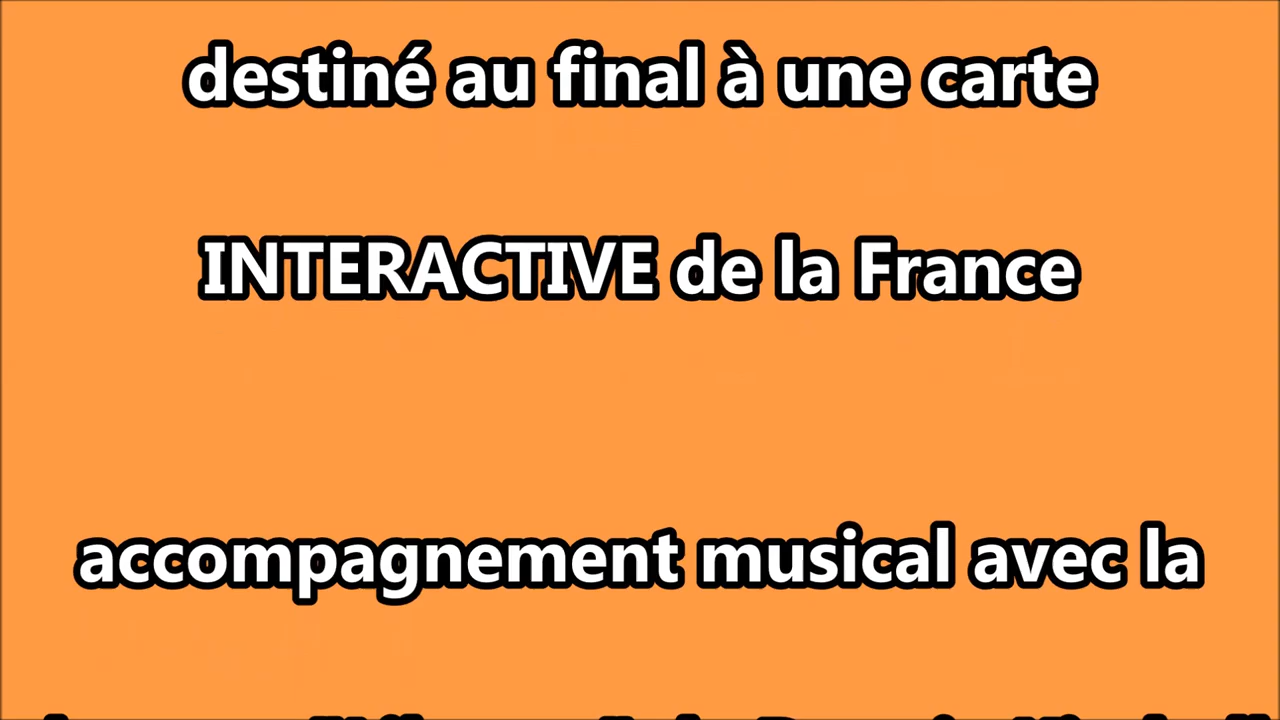 destiné au final à une carte
INTERACTIVE de la France
accompagnement musical avec la